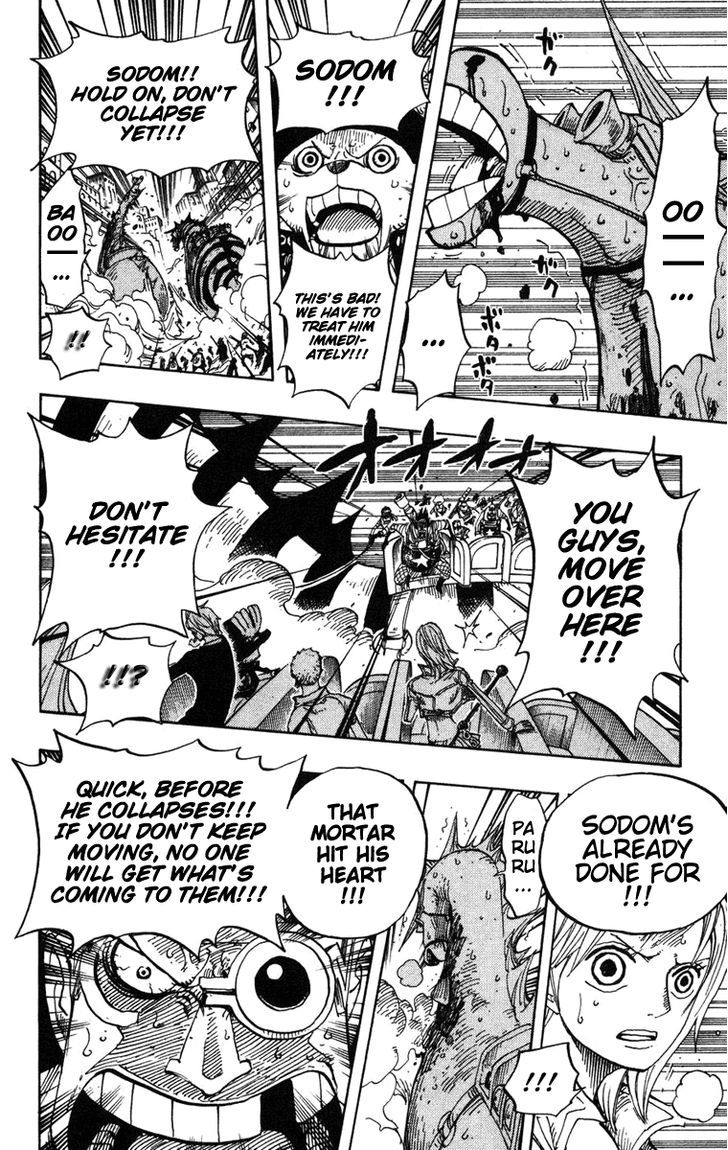 ガク
ガク
OO
—
...
...
ボタ
ボタ
SODOM
!!!
THIS'S BAD!
WE HAVE TO
TREAT HIM
IMMEDI-
ATELY!!!
SODOM!!
HOLD ON, DON'T
COLLAPSE
YET!!!
BA
OO
—
...
!!
YOU
GUYS,
MOVE
OVER
HERE
!!!
オオオオ
DON'T
HESITATE
!!!
!!?
SODOM'S
ALREADY
DONE FOR
!!!
!!!
PA
RU
RU
...
THAT
MORTAR
HIT HIS
HEART
!!!
QUICK, BEFORE
HE COLLAPSES!!!
IF YOU DON'T KEEP
MOVING, NO ONE
WILL GET WHAT'S
COMING TO THEM!!!